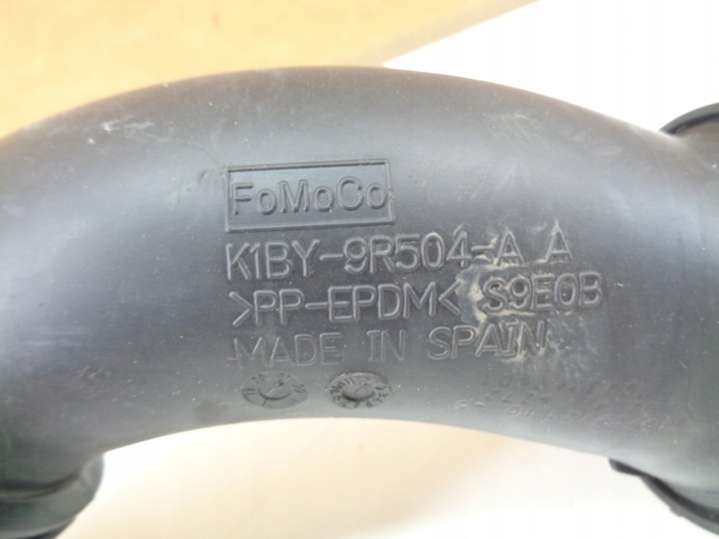 FoMoCo
K1BY-9R504-A A
>PP-EPDM< S9E0B
MADE IN SPAIN